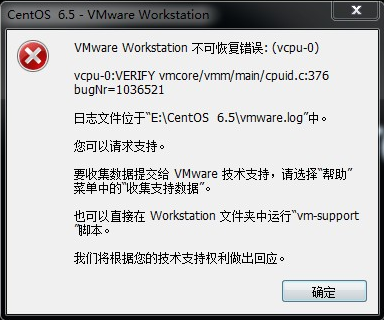 CentOS 6.5 - VMware Workstation
VMware Workstation 不可恢复错误: (vcpu-0)
vcpu-0:VERIFY vmcore/vmm/main/cpuid.c:376
bugNr=1036521
日志文件位于“E:\CentOS 6.5\vmware.log”中。
您可以请求支持。
要收集数据提交给 VMware 技术支持，请选择“帮助”
菜单中的“收集支持数据”。
也可以直接在 Workstation 文件夹中运行“vm-support
”脚本。
我们将根据您的技术支持权利做出回应。
确定